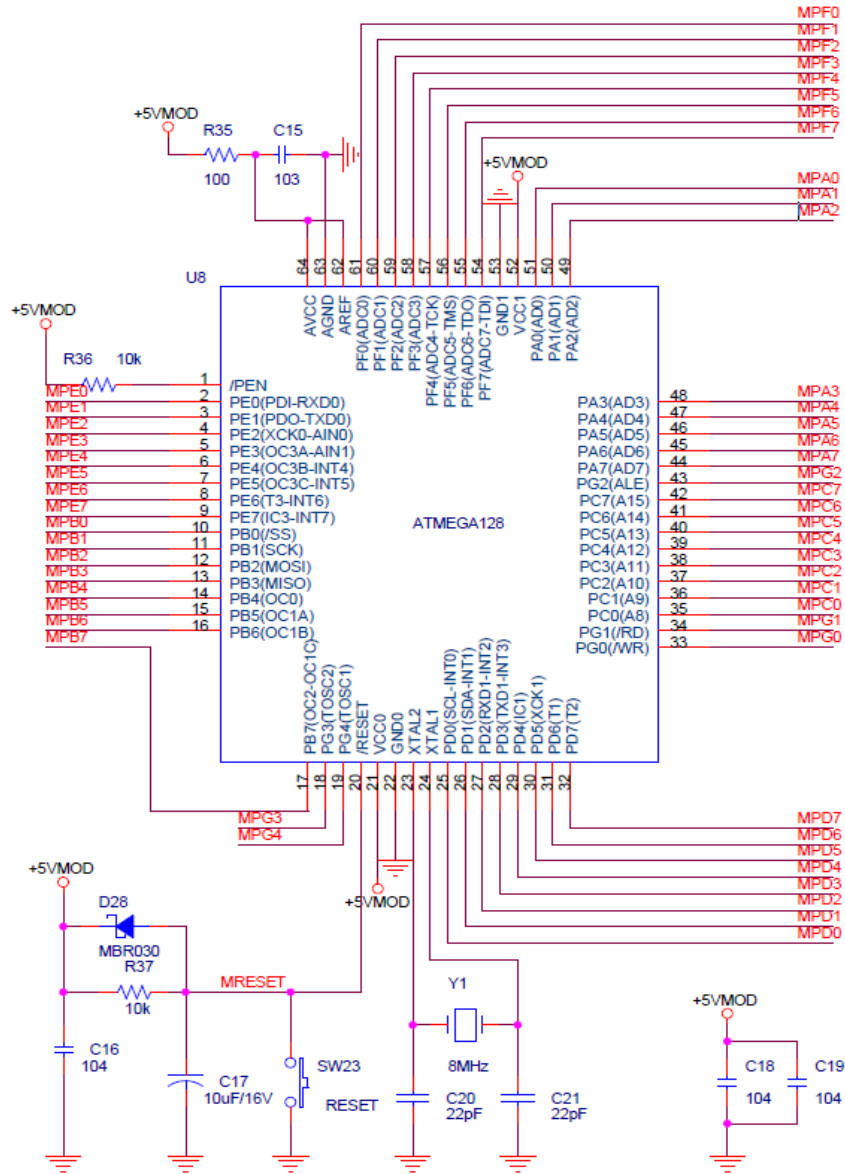 MPF0
MPF1
MPF2
MPF3
MPF4
MPF5
MPF6
MPF7
+5VMOD
R35
100
C15
103
+5VMOD
MPA0
MPA1
MPA2
U8
64
63
62
61
60
59
58
57
56
55
54
53
52
51
50
49
AVCC
AGND
AREF
PF0(ADC0)
PF1(ADC1)
PF2(ADC2)
PF3(ADC3)
PF4(ADC4-TCK)
PF5(ADC5-TMS)
PF6(ADC6-TDO)
PF7(ADC7-TDI)
GND1
VCC1
PA0(AD0)
PA1(AD1)
PA2(AD2)
+5VMOD
R36 10k
1 /PEN
MPE0 2 PE0(PDI-RXD0)
MPE1 3 PE1(PDO-TXD0)
MPE2 4 PE2(XCK0-AIN0)
MPE3 5 PE3(OC3A-AIN1)
MPE4 6 PE4(OC3B-INT4)
MPE5 7 PE5(OC3C-INT5)
MPE6 8 PE6(T3-INT6)
MPE7 9 PE7(IC3-INT7)
MPB0 10 PB0(/SS)
MPB1 11 PB1(SCK)
MPB2 12 PB2(MOSI)
MPB3 13 PB3(MISO)
MPB4 14 PB4(OC0)
MPB5 15 PB5(OC1A)
MPB6 16 PB6(OC1B)
MPB7
ATMEGA128
PA3(AD3) 48 MPA3
PA4(AD4) 47 MPA4
PA5(AD5) 46 MPA5
PA6(AD6) 45 MPA6
PA7(AD7) 44 MPA7
PG2(ALE) 43 MPG2
PC7(A15) 42 MPC7
PC6(A14) 41 MPC6
PC5(A13) 40 MPC5
PC4(A12) 39 MPC4
PC3(A11) 38 MPC3
PC2(A10) 37 MPC2
PC1(A9) 36 MPC1
PC0(A8) 35 MPC0
PG1(/RD) 34 MPG1
PG0(/WR) 33 MPG0
PB7(OC2-OC1C)
PG3(TOSC2)
PG4(TOSC1)
/RESET
VCC0
GND0
XTAL2
XTAL1
PD0(SCL-INT0)
PD1(SDA-INT1)
PD2(RXD1-INT2)
PD3(TXD1-INT3)
PD4(IC1)
PD5(XCK1)
PD6(T1)
PD7(T2)
17
18
19
20
21
22
23
24
25
26
27
28
29
30
31
32
MPG3
MPG4
MPD7
MPD6
MPD5
MPD4
MPD3
MPD2
MPD1
MPD0
+5VMOD
+5VMOD
D28
MBR030
R37
10k
MRESET
C16
104
C17
10uF/16V
SW23
RESET
Y1
8MHz
C20
22pF
C21
22pF
+5VMOD
C18
104
C19
104